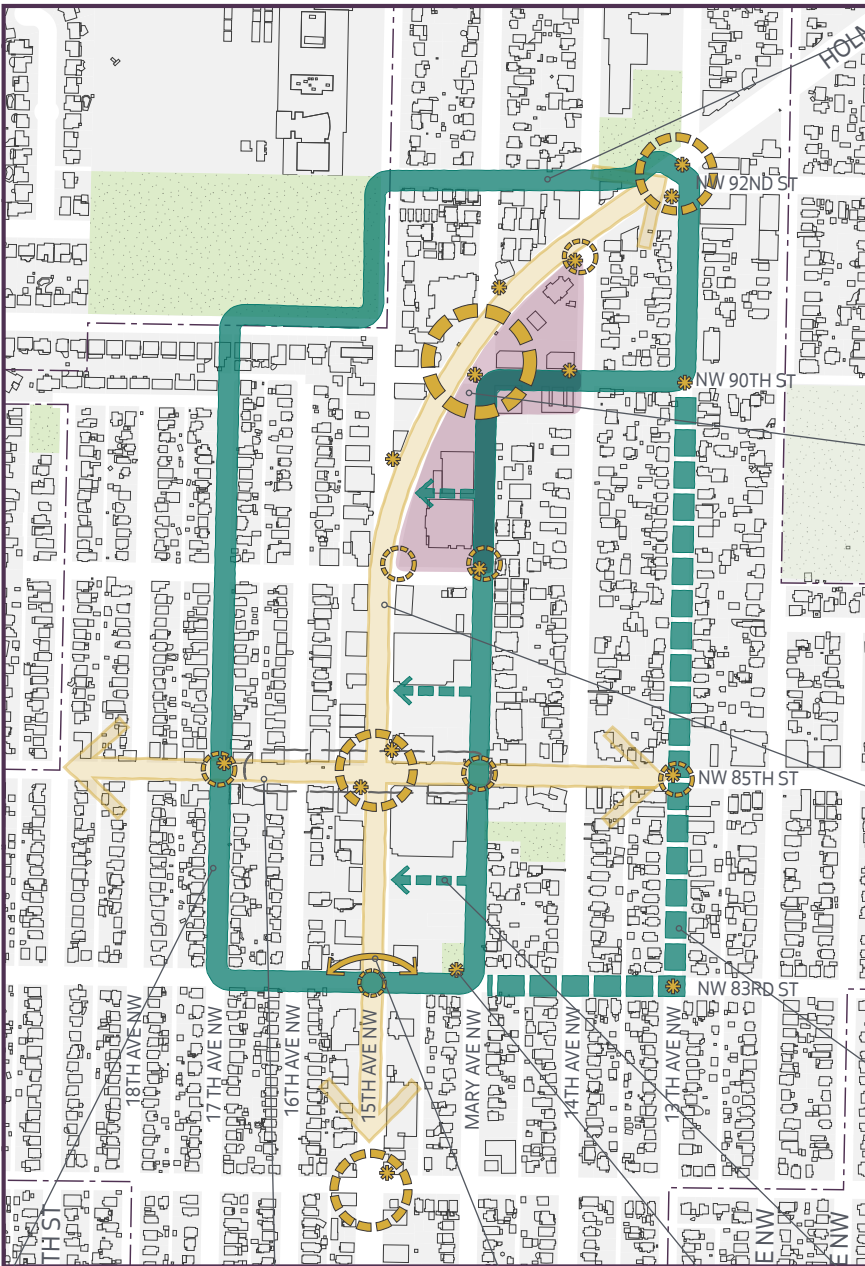 HOLM
NW 92ND ST
NW 90TH ST
NW 85TH ST
NW 83RD ST
18TH AVE NW
17TH AVE NW
16TH AVE NW
15TH AVE NW
MARY AVE NW
14TH AVE NW
13TH AVE NW
TH ST
E NW
E NW